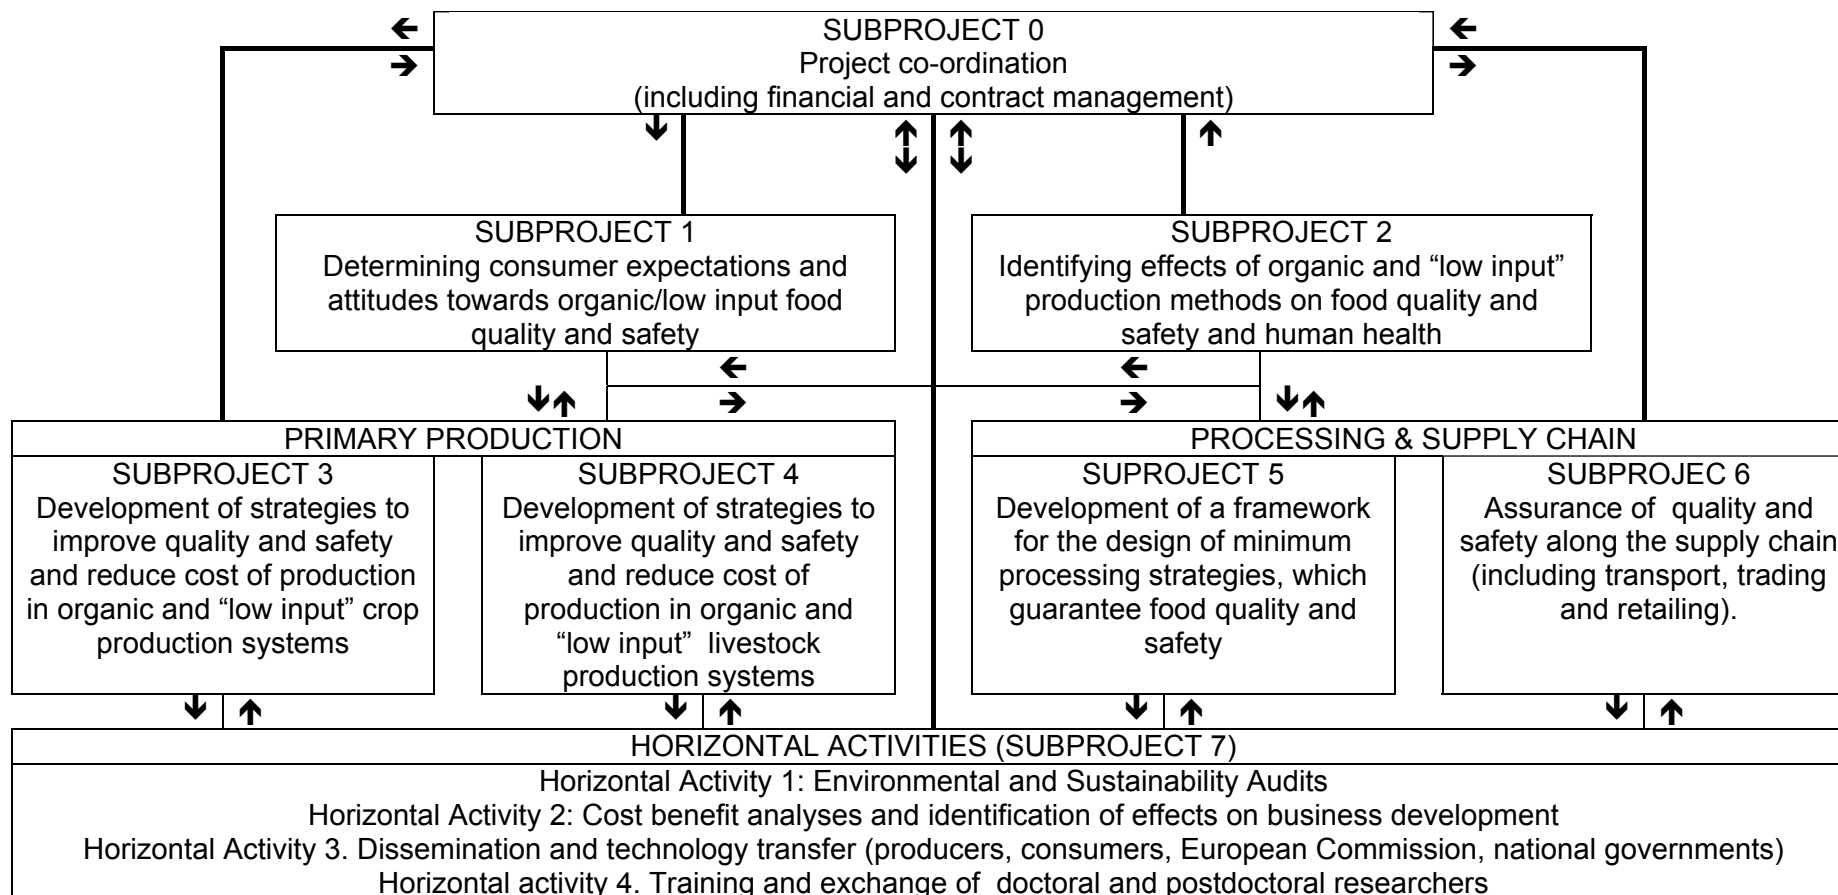 SUBPROJECT 0
Project co-ordination
(including financial and contract management)
SUBPROJECT 1
Determining consumer expectations and
attitudes towards organic/low input food
quality and safety
SUBPROJECT 2
Identifying effects of organic and “low input”
production methods on food quality and
safety and human health
PRIMARY PRODUCTION
SUBPROJECT 3
Development of strategies to
improve quality and safety
and reduce cost of production
in organic and “low input” crop
production systems
SUBPROJECT 4
Development of strategies to
improve quality and safety
and reduce cost of
production in organic and
“low input” livestock
production systems
PROCESSING & SUPPLY CHAIN
SUPROJECT 5
Development of a framework
for the design of minimum
processing strategies, which
guarantee food quality and
safety
SUBPROJEC 6
Assurance of quality and
safety along the supply chain
(including transport, trading
and retailing).
HORIZONTAL ACTIVITIES (SUBPROJECT 7)
Horizontal Activity 1: Environmental and Sustainability Audits
Horizontal Activity 2: Cost benefit analyses and identification of effects on business development
Horizontal Activity 3. Dissemination and technology transfer (producers, consumers, European Commission, national governments)
Horizontal activity 4. Training and exchange of doctoral and postdoctoral researchers